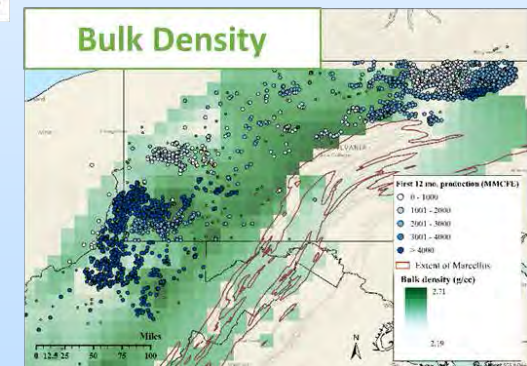 Bulk Density
First 12 mo. production (MMCFE)
0 - 1000
1001 - 2000
2001 - 3000
3001 - 4000
> 4000
Extent of Marcellus
Bulk density (g/cc)
2.71
2.19
Miles
0 12.5 25 50 75 100
N